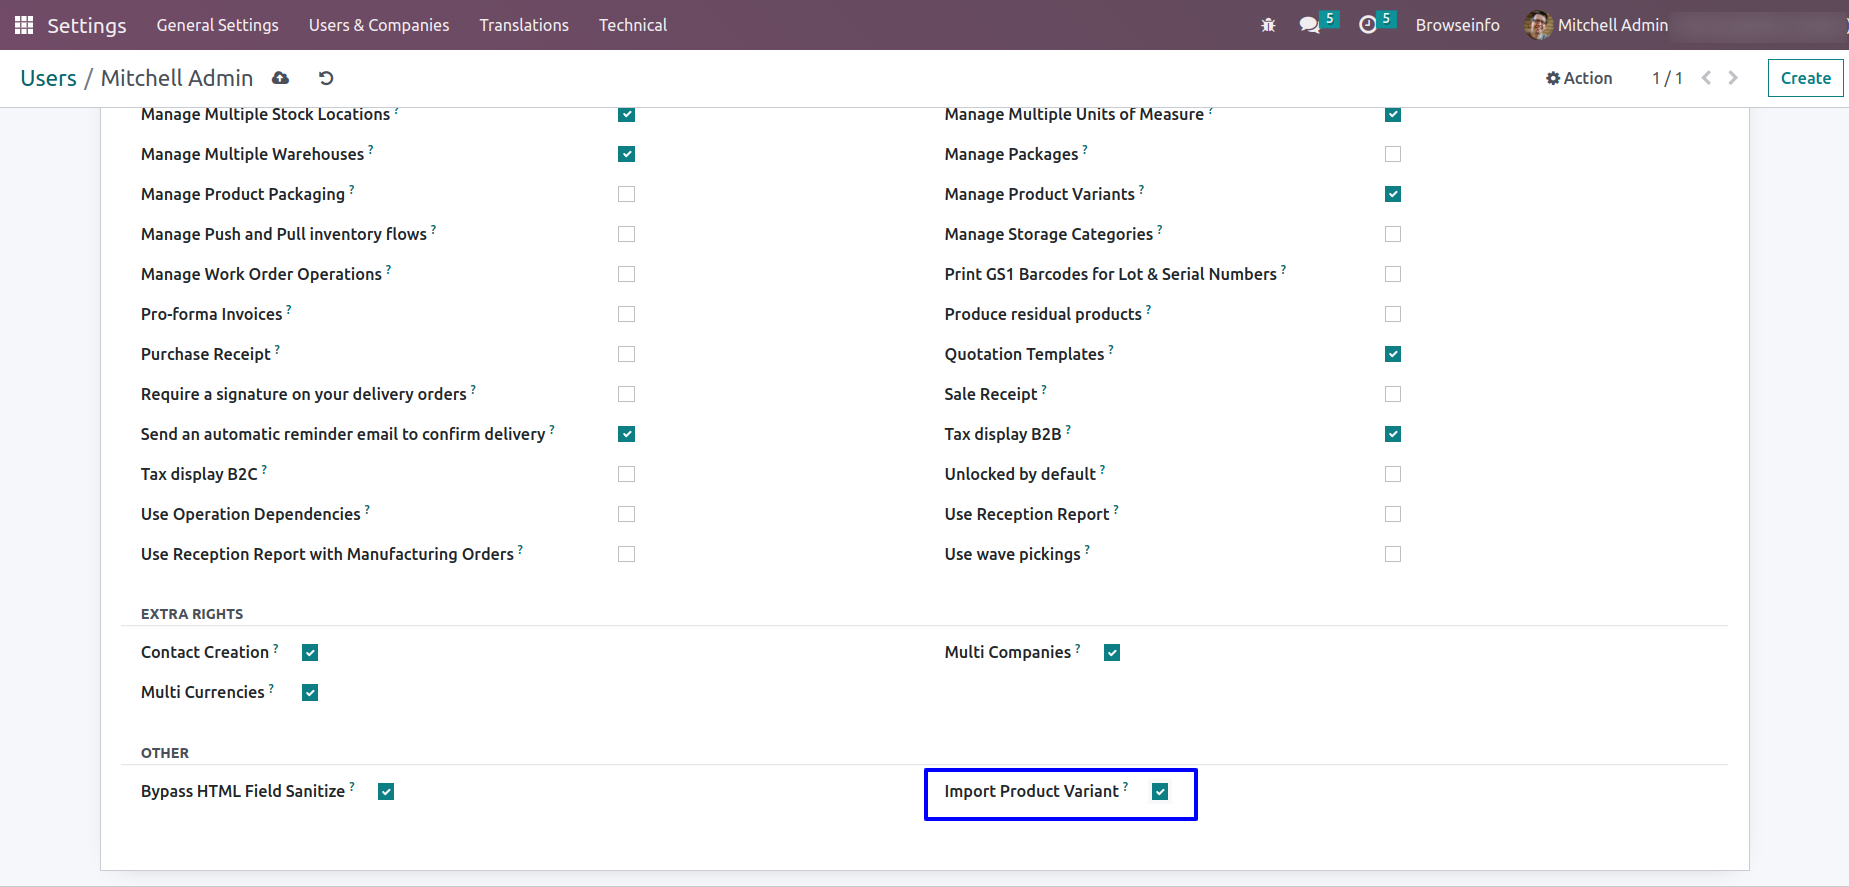 Settings General Settings Users & Companies Translations Technical 5 5 Browseinfo Mitchell Admin
Users / Mitchell Admin Action 1 / 1 Create
Manage Multiple Stock Locations ? Manage Multiple Units of Measure ?
Manage Multiple Warehouses ? Manage Packages ?
Manage Product Packaging ? Manage Product Variants ?
Manage Push and Pull inventory flows ? Manage Storage Categories ?
Manage Work Order Operations ? Print GS1 Barcodes for Lot & Serial Numbers ?
Pro-forma Invoices ? Produce residual products ?
Purchase Receipt ? Quotation Templates ?
Require a signature on your delivery orders ? Sale Receipt ?
Send an automatic reminder email to confirm delivery ? Tax display B2B ?
Tax display B2C ? Unlocked by default ?
Use Operation Dependencies ? Use Reception Report ?
Use Reception Report with Manufacturing Orders ? Use wave pickings ?
EXTRA RIGHTS
Contact Creation ? Multi Companies ?
Multi Currencies ?
OTHER
Bypass HTML Field Sanitize ? Import Product Variant ?